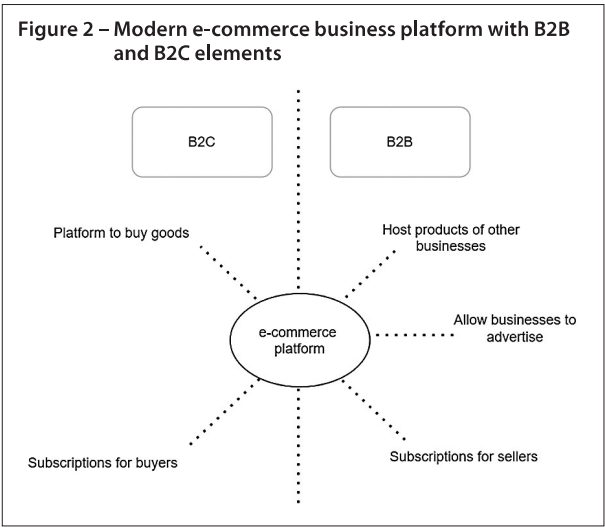 Figure 2 – Modern e-commerce business platform with B2B
and B2C elements
B2C
B2B
Platform to buy goods
Host products of other
businesses
e-commerce
platform
Allow businesses to
advertise
Subscriptions for buyers
Subscriptions for sellers